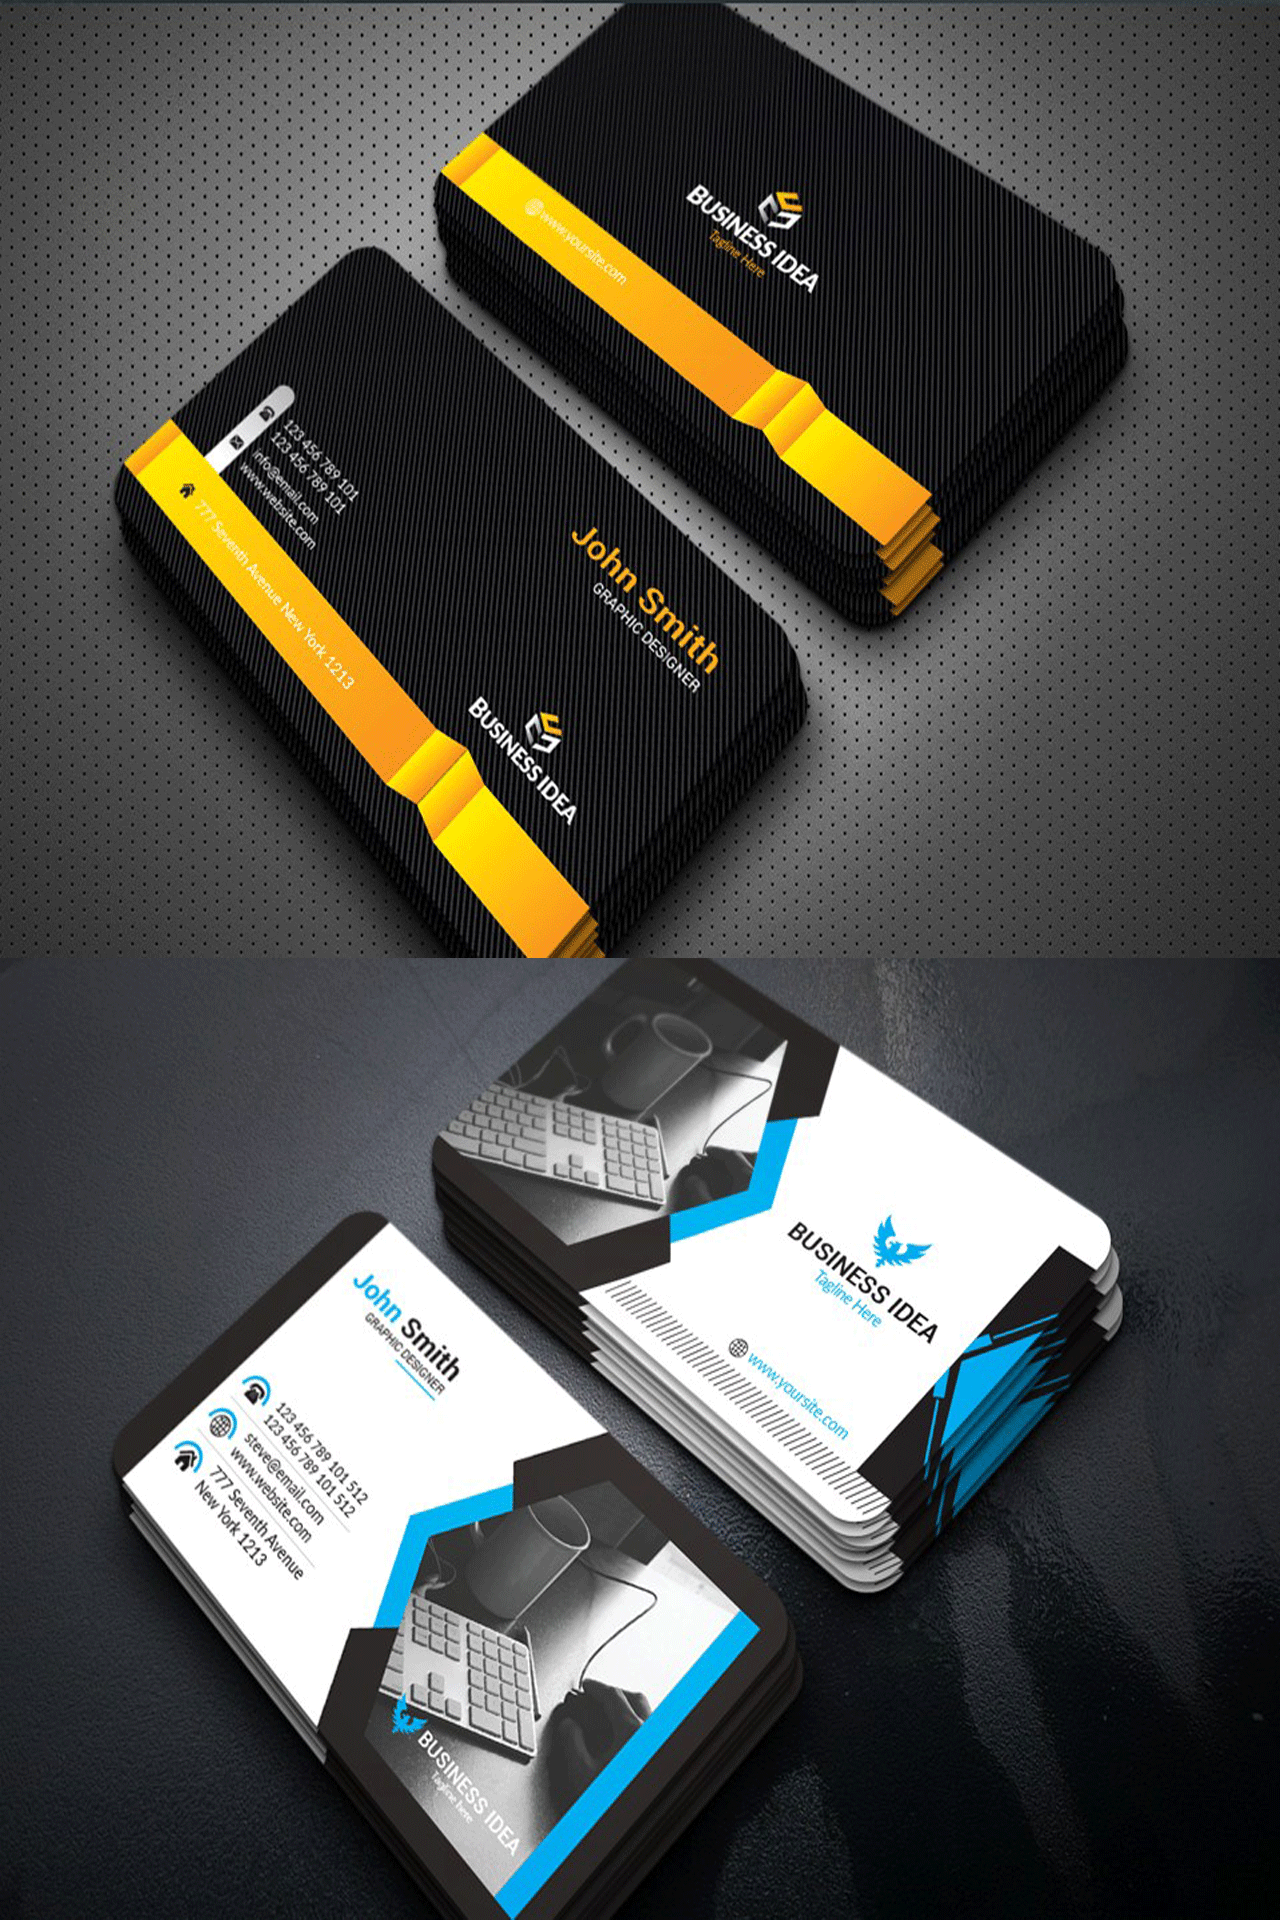 BUSINESS IDEA
Tagline Here
www.yoursite.com
123 456 789 101
123 456 789 101
info@email.com
www.website.com
777 Seventh Avenue New York 1213
John Smith
GRAPHIC DESIGNER
BUSINESS IDEA
BUSINESS IDEA
Tagline Here
www.yoursite.com
John Smith
GRAPHIC DESIGNER
123 456 789 101 512
123 456 789 101 512
steve@email.com
www.website.com
777 Seventh Avenue
New York 1213
BUSINESS IDEA
Tagline here